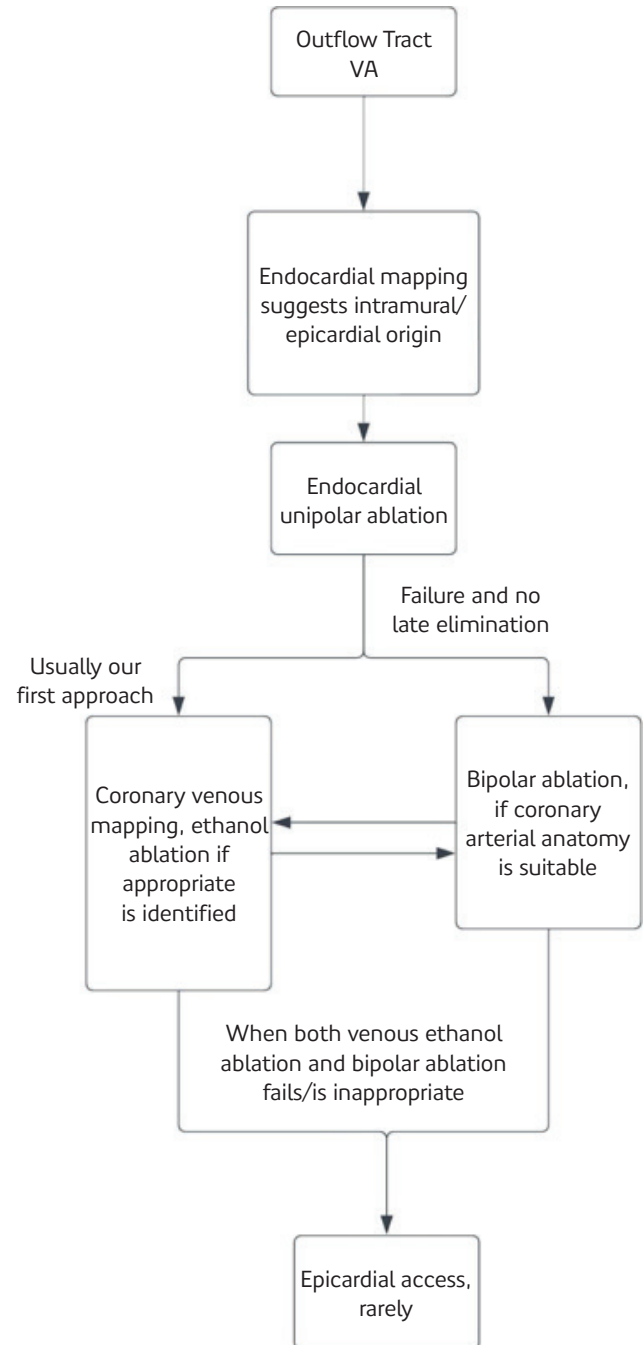 Outflow Tract
VA
Endocardial mapping
suggests intramural/
epicardial origin
Endocardial
unipolar ablation
Failure and no
late elimination
Usually our
first approach
Coronary venous
mapping, ethanol
ablation if
appropriate
is identified
Bipolar ablation,
if coronary
arterial anatomy
is suitable
When both venous ethanol
ablation and bipolar ablation
fails/is inappropriate
Epicardial access,
rarely